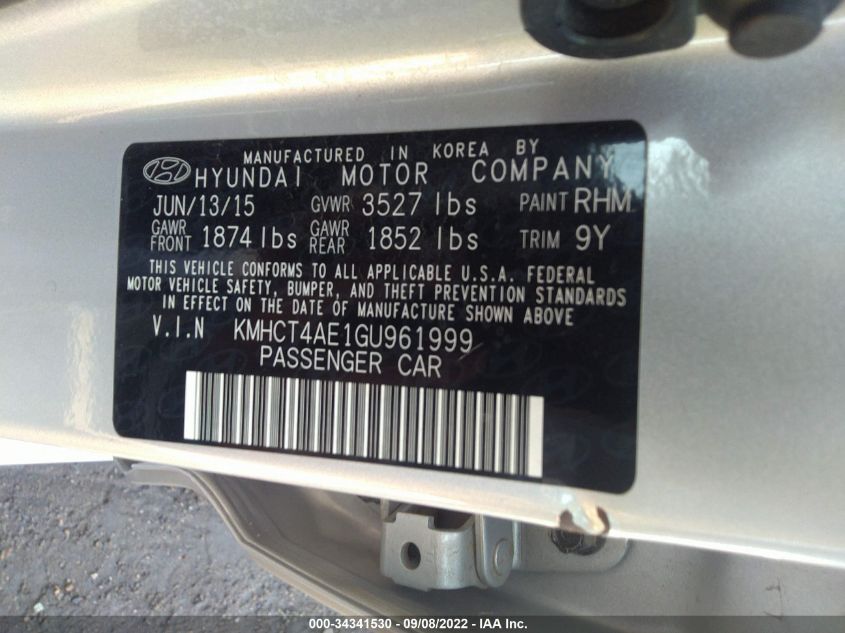 MANUFACTURED IN KOREA BY
HYUNDAI MOTOR COMPANY
JUN/13/15 GVWR 3527 lbs PAINT RHM
GAWR FRONT 1874 lbs GAWR REAR 1852 lbs TRIM 9Y
THIS VEHICLE CONFORMS TO ALL APPLICABLE U.S.A. FEDERAL
MOTOR VEHICLE SAFETY, BUMPER, AND THEFT PREVENTION STANDARDS
IN EFFECT ON THE DATE OF MANUFACTURE SHOWN ABOVE
V.I.N KMHCT4AE1GU961999
PASSENGER CAR
000-34341530 - 09/08/2022 - IAA Inc.